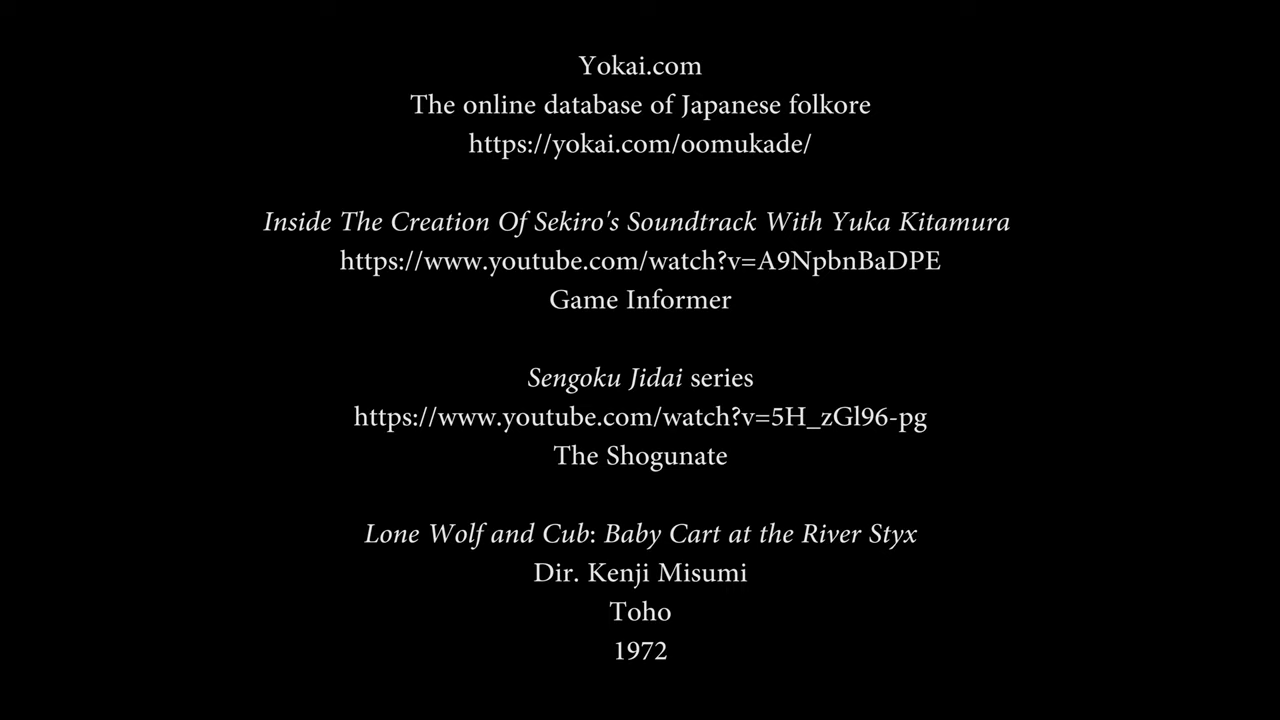 Yokai.com
The online database of Japanese folkore
https://yokai.com/oomukade/
Inside The Creation Of Sekiro's Soundtrack With Yuka Kitamura
https://www.youtube.com/watch?v=A9NpbnBaDPE
Game Informer
Sengoku Jidai series
https://www.youtube.com/watch?v=5H_zGl96-pg
The Shogunate
Lone Wolf and Cub: Baby Cart at the River Styx
Dir. Kenji Misumi
Toho
1972